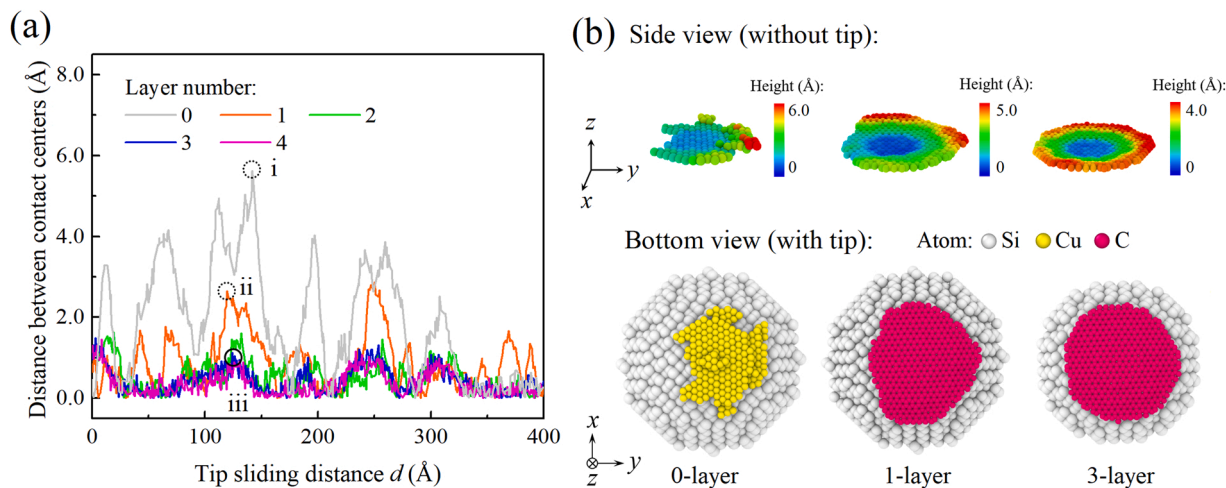 (a)
Distance between contact centers (Å)
8.0
6.0
4.0
2.0
0.0
Layer number:
0 1 2
3 4
i
ii
iii
0 100 200 300 400
Tip sliding distance d (Å)
(b) Side view (without tip):
Height (Å): Height (Å): Height (Å):
6.0 5.0 4.0
0 0 0
z
y
x
Bottom view (with tip): Atom: Si Cu C
x
z y
0-layer 1-layer 3-layer